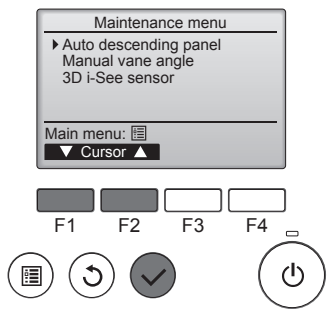 Maintenance menu
Auto descending panel
Manual vane angle
3D i-See sensor
Main menu:
▼ Cursor ▲
F1 F2 F3 F4